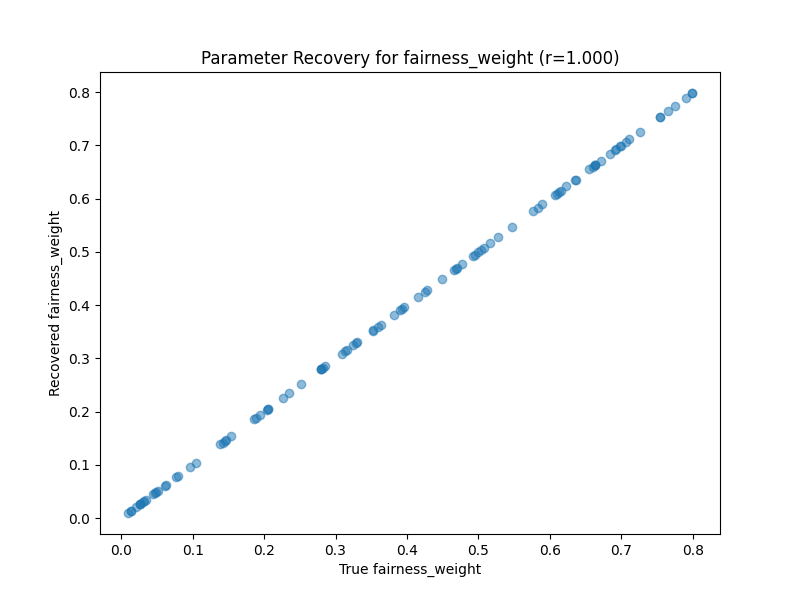 Parameter Recovery for fairness_weight (r=1.000)
0.8
0.7
0.6
0.5
0.4
0.3
0.2
0.1
0.0
Recovered fairness_weight
0.0 0.1 0.2 0.3 0.4 0.5 0.6 0.7 0.8
True fairness_weight